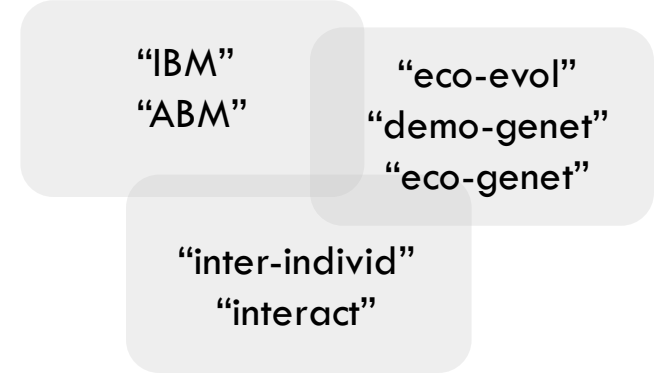 “IBM”
“ABM”
“eco-evol”
“demo-genet”
“eco-genet”
“inter-individ”
“interact”